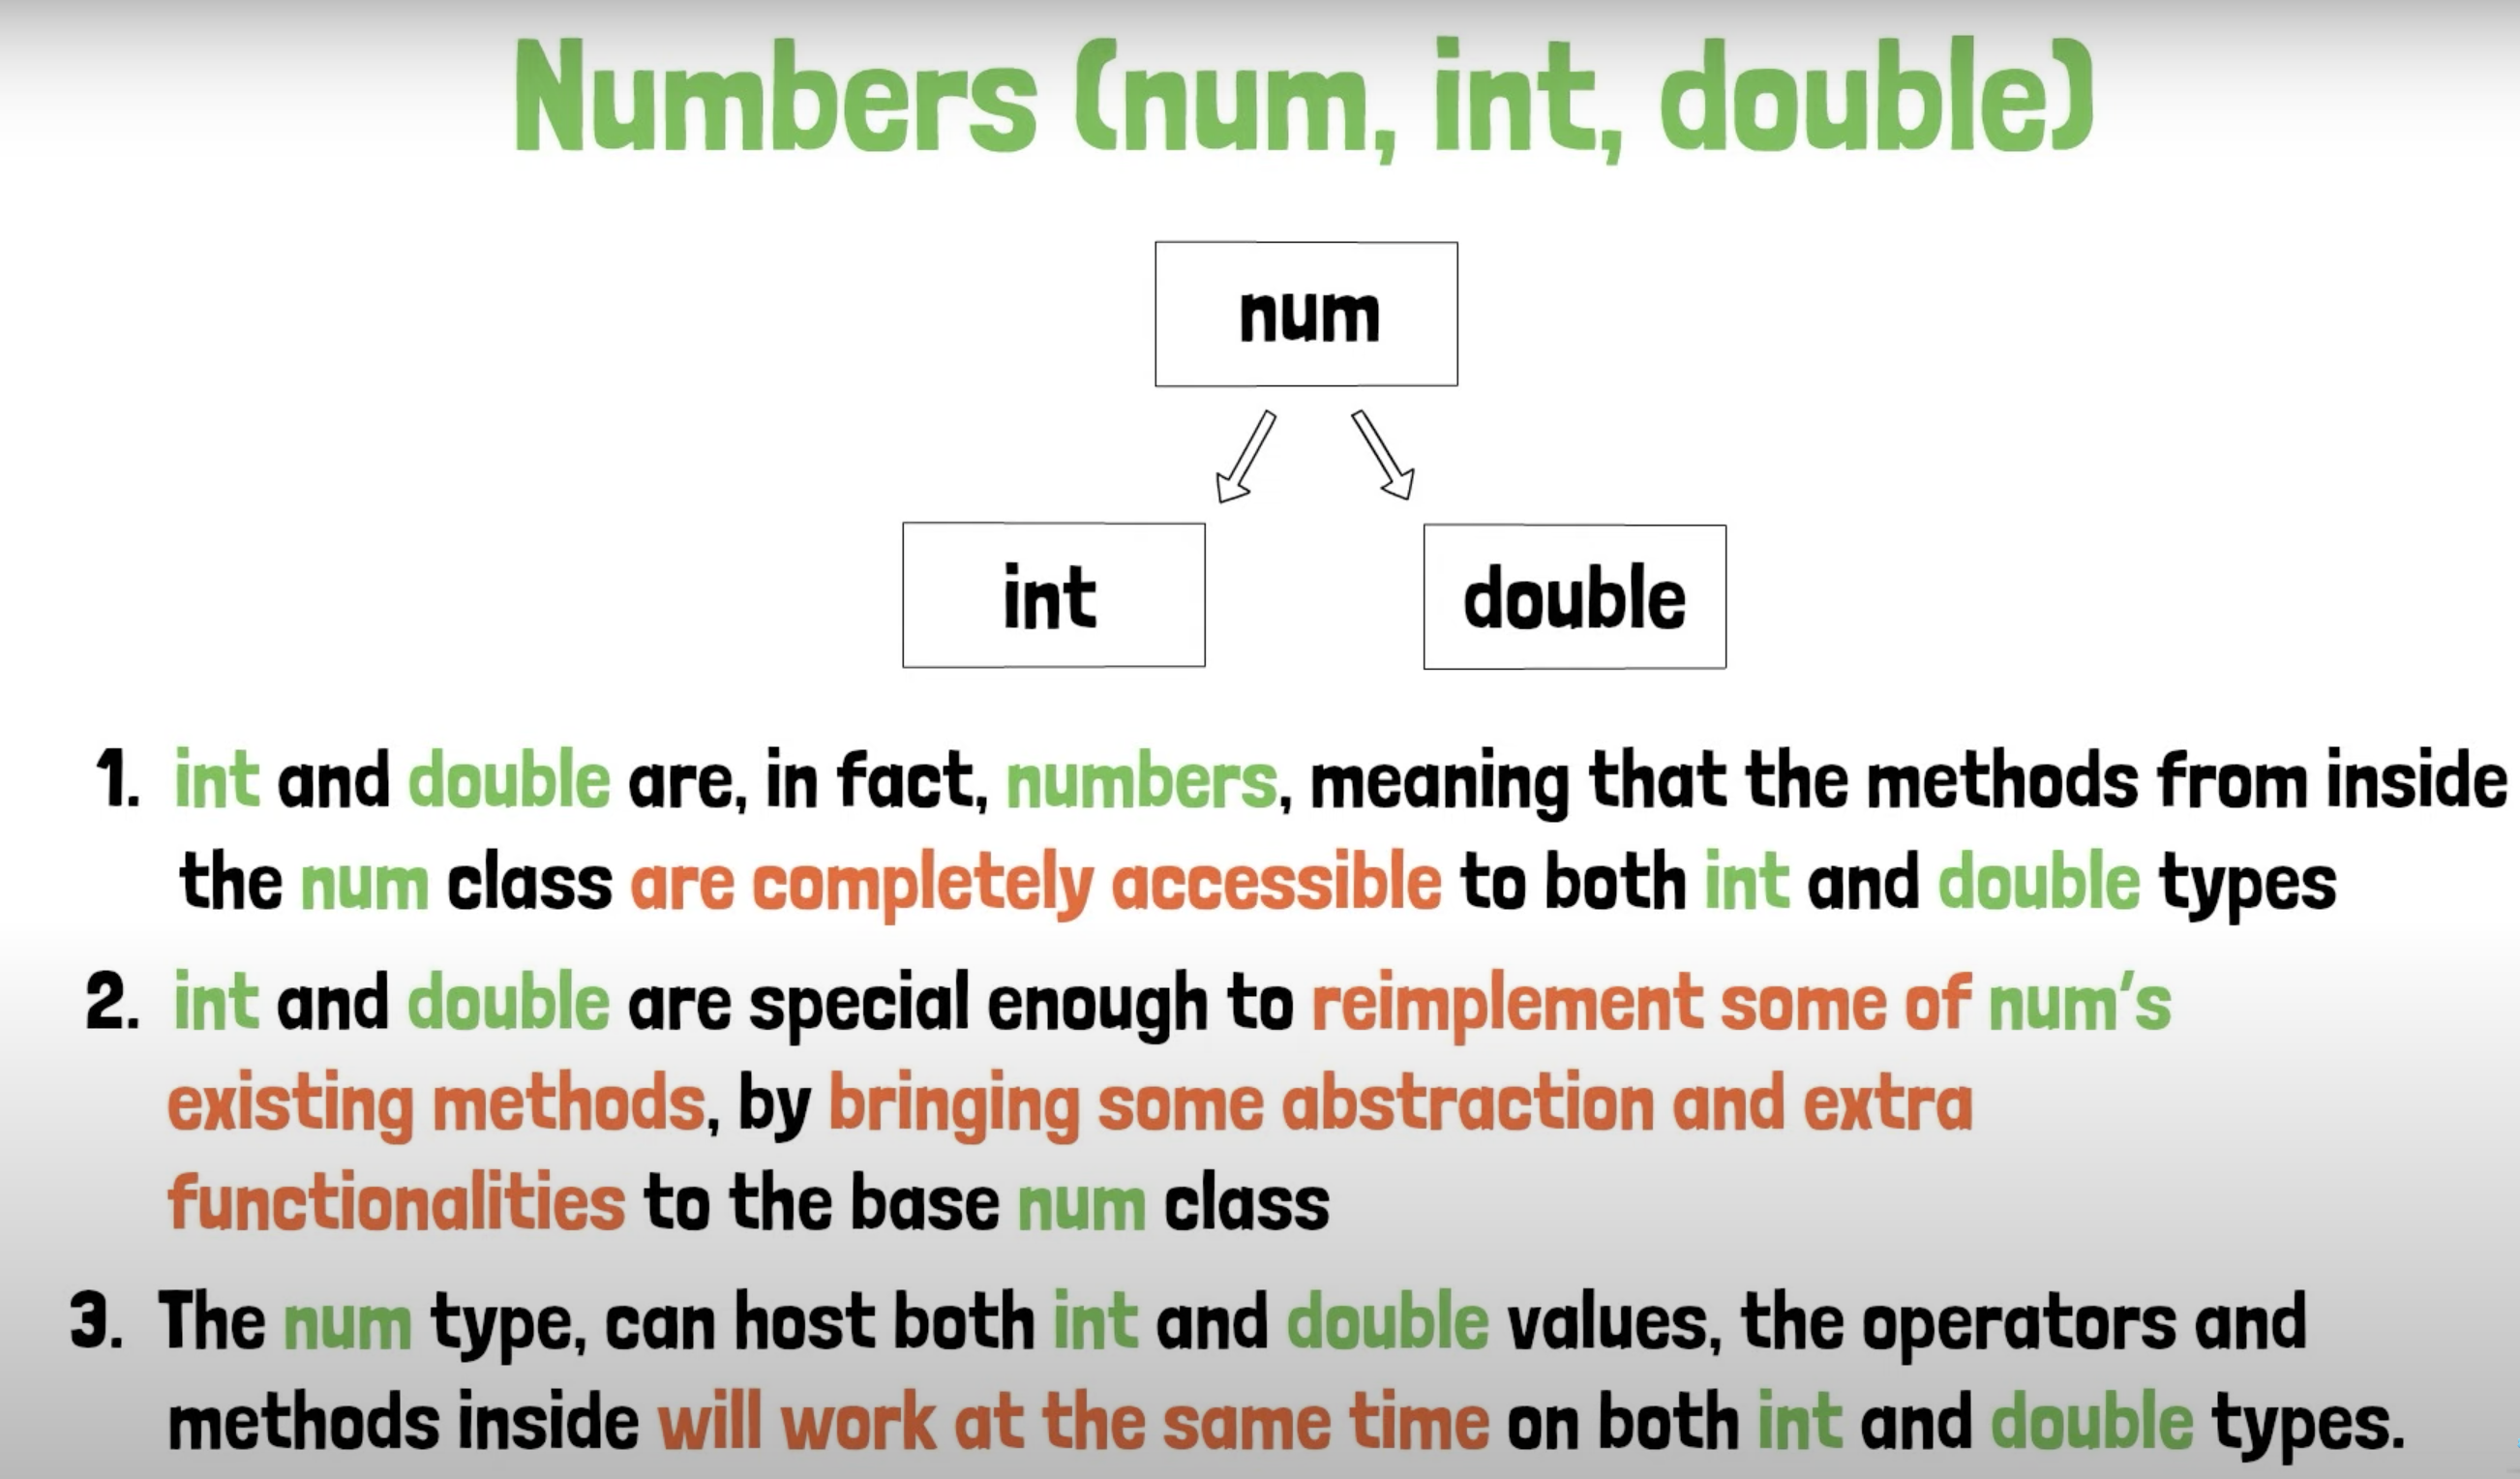 Numbers (num, int, double)
num
int
double
1. int and double are, in fact, numbers, meaning that the methods from inside
the num class are completely accessible to both int and double types
2. int and double are special enough to reimplement some of num's
existing methods, by bringing some abstraction and extra
functionalities to the base num class
3. The num type, can host both int and double values, the operators and
methods inside will work at the same time on both int and double types.